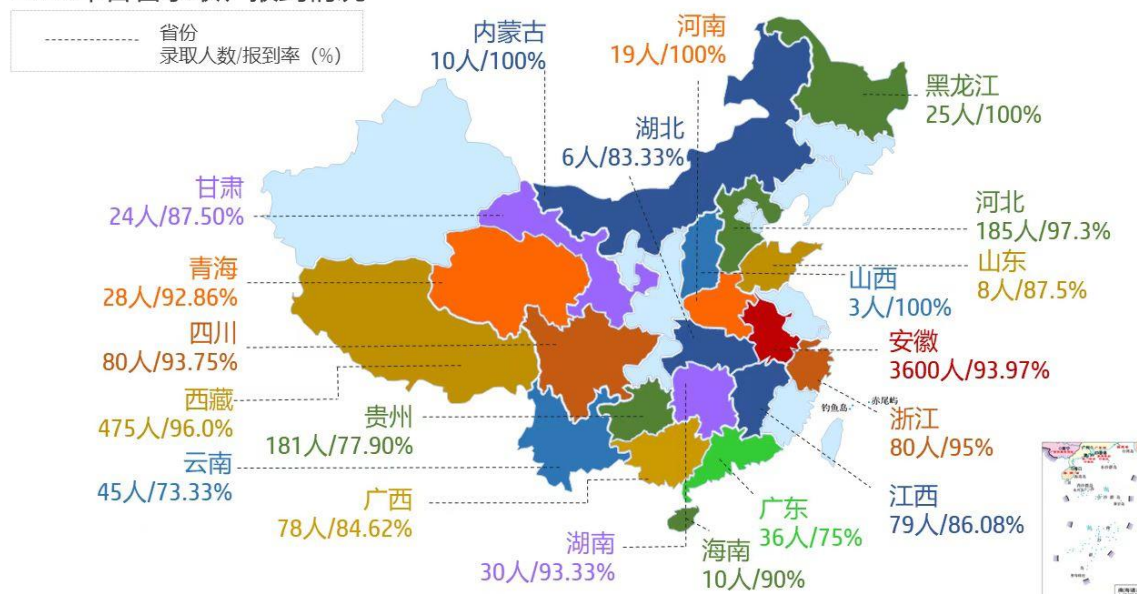 省份
录取人数/报到率（%）
内蒙古
10人/100%
河南
19人/100%
黑龙江
25人/100%
湖北
6人/83.33%
甘肃
24人/87.50%
河北
185人/97.3%
青海
28人/92.86%
山西
3人/100%
山东
8人/87.5%
四川
80人/93.75%
安徽
3600人/93.97%
西藏
475人/96.0%
贵州
181人/77.90%
钓鱼岛
赤尾屿
浙江
80人/95%
云南
45人/73.33%
广西
78人/84.62%
湖南
30人/93.33%
海南
10人/90%
广东
36人/75%
江西
79人/86.08%